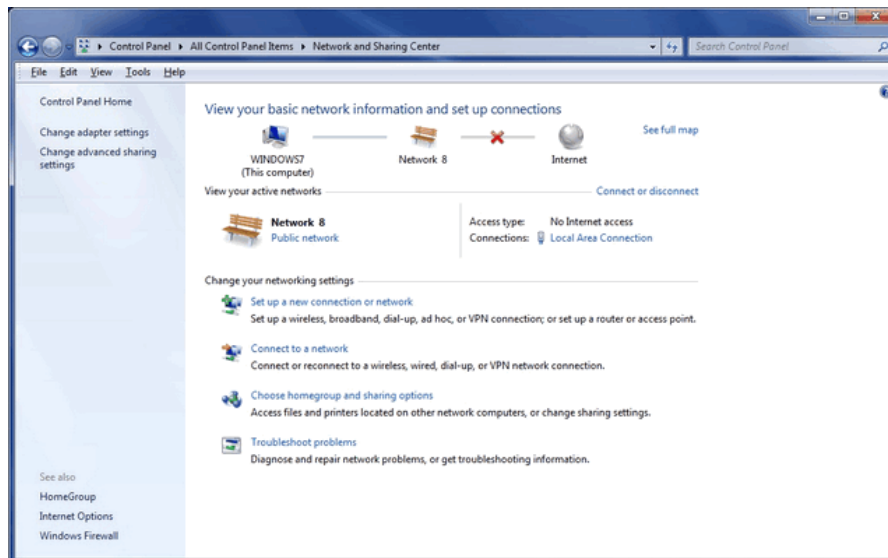 Control Panel ▸ All Control Panel Items ▸ Network and Sharing Center
Search Control Panel
File Edit View Tools Help
Control Panel Home
Change adapter settings
Change advanced sharing
settings
See also
HomeGroup
Internet Options
Windows Firewall
View your basic network information and set up connections
See full map
WINDOWS7
(This computer)
Network 8
Internet
View your active networks
Connect or disconnect
Network 8
Public network
Access type: No Internet access
Connections: Local Area Connection
Change your networking settings
Set up a new connection or network
Set up a wireless, broadband, dial-up, ad hoc, or VPN connection; or set up a router or access point.
Connect to a network
Connect or reconnect to a wireless, wired, dial-up, or VPN network connection.
Choose homegroup and sharing options
Access files and printers located on other network computers, or change sharing settings.
Troubleshoot problems
Diagnose and repair network problems, or get troubleshooting information.